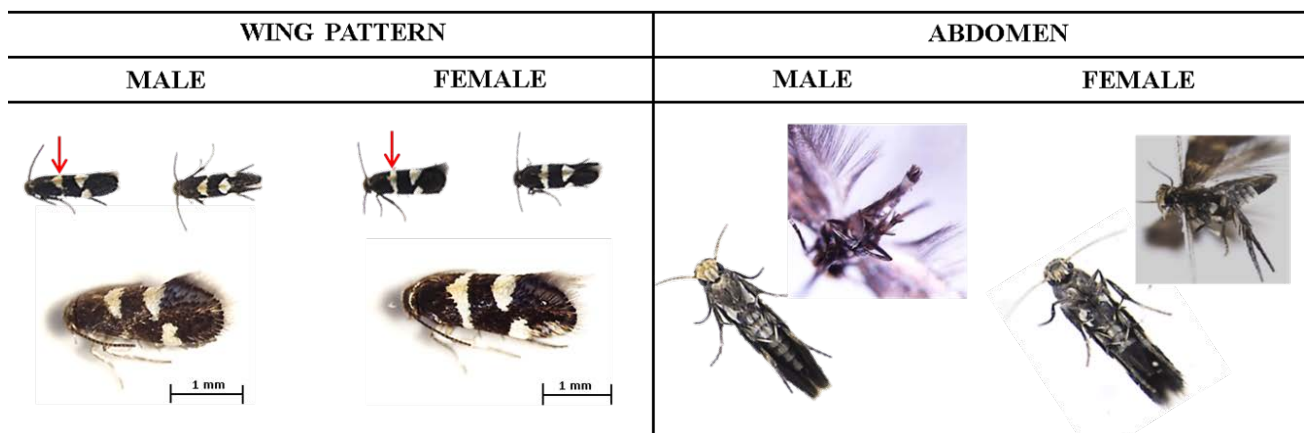 WING PATTERN
ABDOMEN
MALE
FEMALE
MALE
FEMALE
1 mm
1 mm